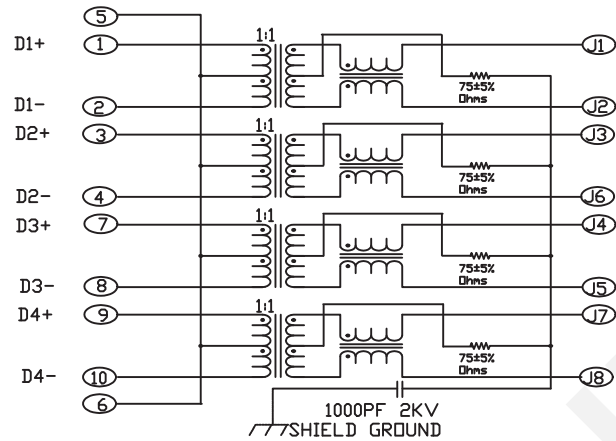 5
D1+ 1 1:1 J1
75±5%
Ohms
D1- 2 J2
D2+ 3 1:1 J3
75±5%
Ohms
D2- 4 J6
D3+ 7 1:1 J4
75±5%
Ohms
D3- 8 J5
D4+ 9 1:1 J7
75±5%
Ohms
D4- 10 J8
6
1000PF 2KV
SHIELD GROUND